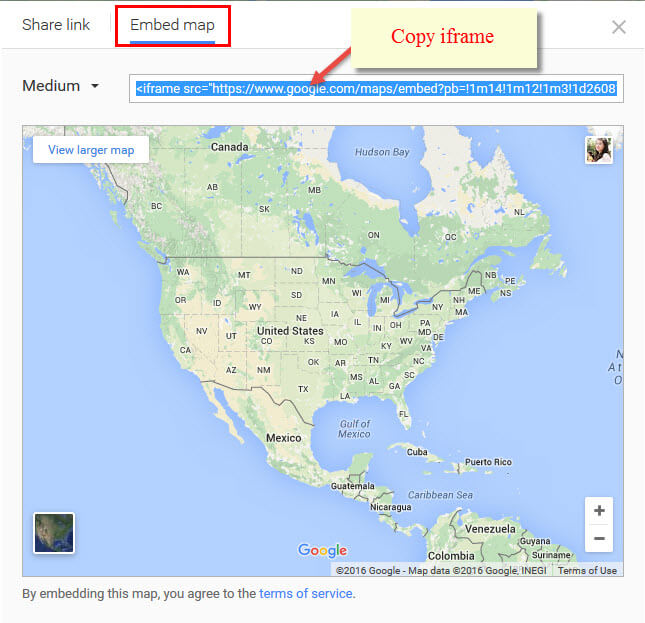 Share link
Embed map
Copy iframe
Medium
<iframe src="https://www.google.com/maps/embed?pb=!1m14!1m12!1m3!1d2608
View larger map
Canada
Hudson Bay
AB
MB
BC
SK
NL
ON
QC
WA
MT
ND
MN
NB
PE
NS
OR
ID
SD
WI
MI
ME
WY
NY
NH
MA
NE
IA
IL
IN
OH
PA
MD
DE
NV
UT
United States
CO
KS
MO
KY
WV
VA
CA
AZ
NM
OK
AR
TN
NC
SC
MS
AL
GA
TX
LA
FL
N
At
O
Gulf of
Mexico
Mexico
Cuba
Puerto Rico
Guatemala
Caribbean Sea
Nicaragua
Venezuela
Guyana
Suriname
Colombia
Google
©2016 Google - Map data ©2016 Google, INEGI
Terms of Use
By embedding this map, you agree to the terms of service.